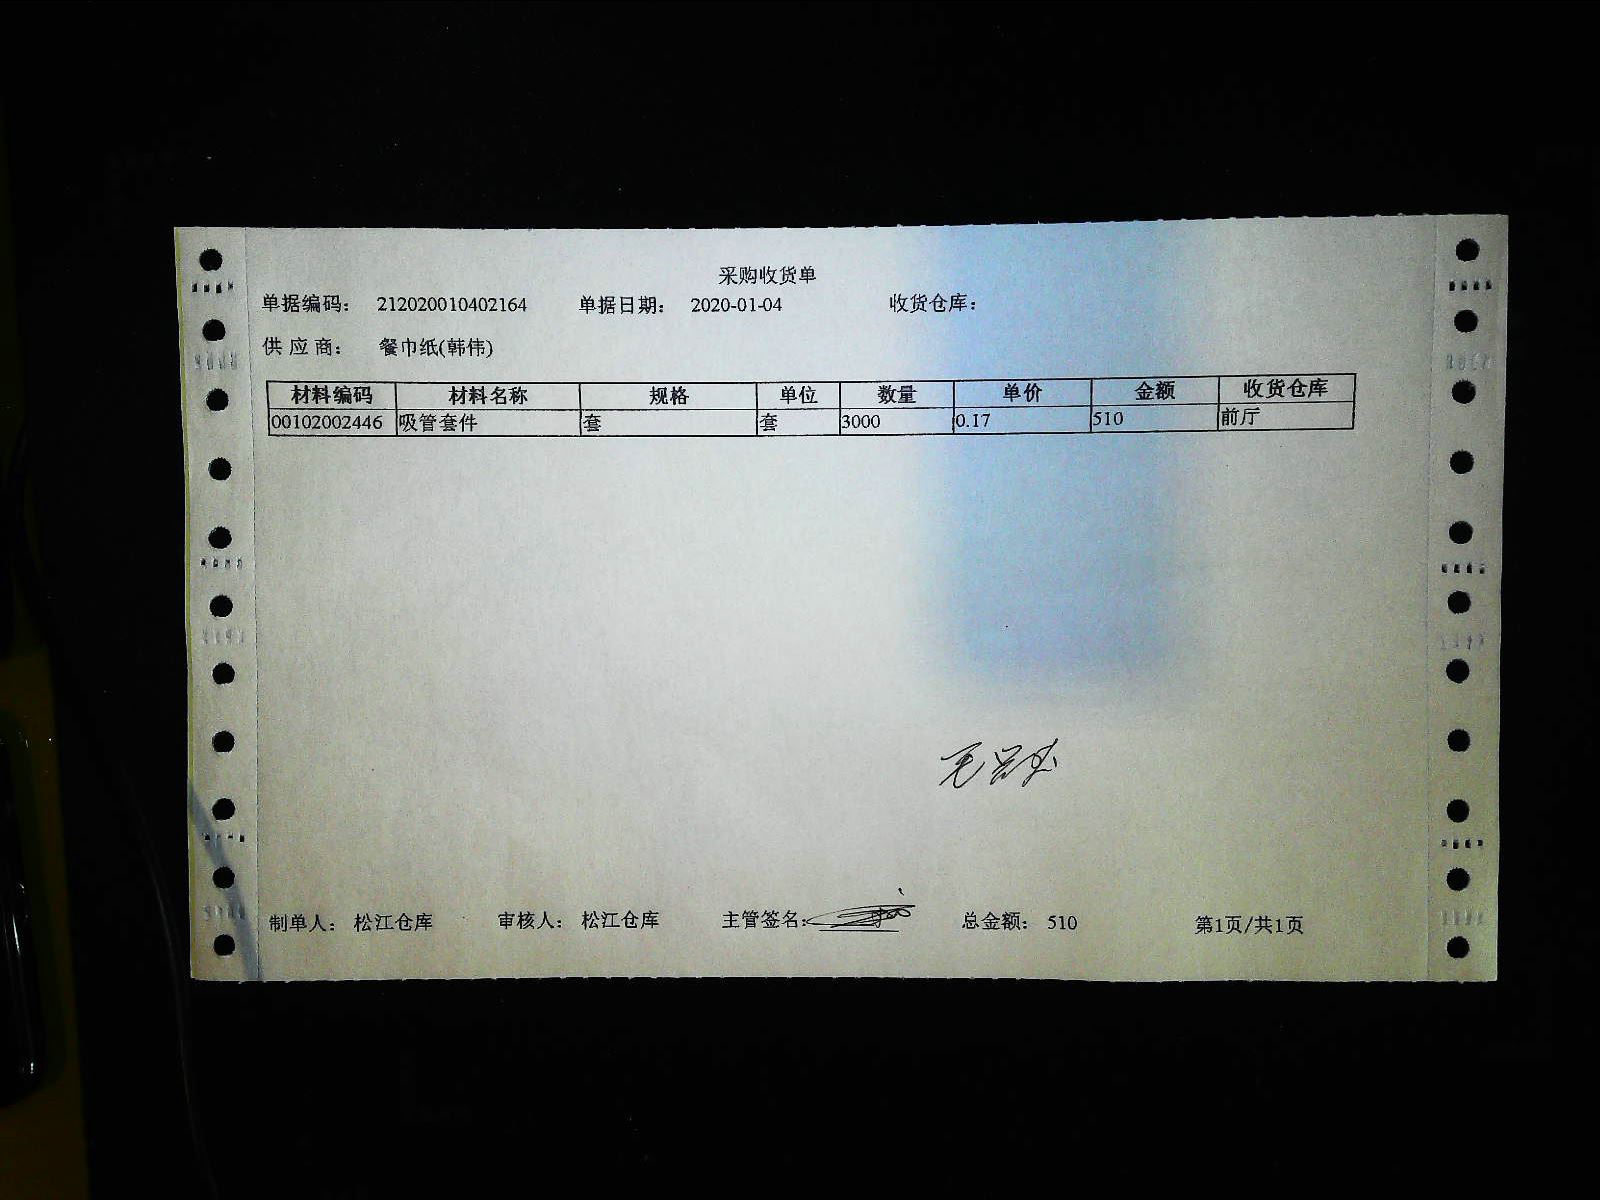 采购收货单
单据编码： 212020010402164 单据日期： 2020-01-04 收货仓库：
供 应 商： 餐巾纸(韩伟)
材料编码 材料名称 规格 单位 数量 单价 金额 收货仓库
00102002446 吸管套件 套 套 3000 0.17 510 前厅
制单人： 松江仓库 审核人： 松江仓库 主管签名: 总金额： 510 第1页/共1页